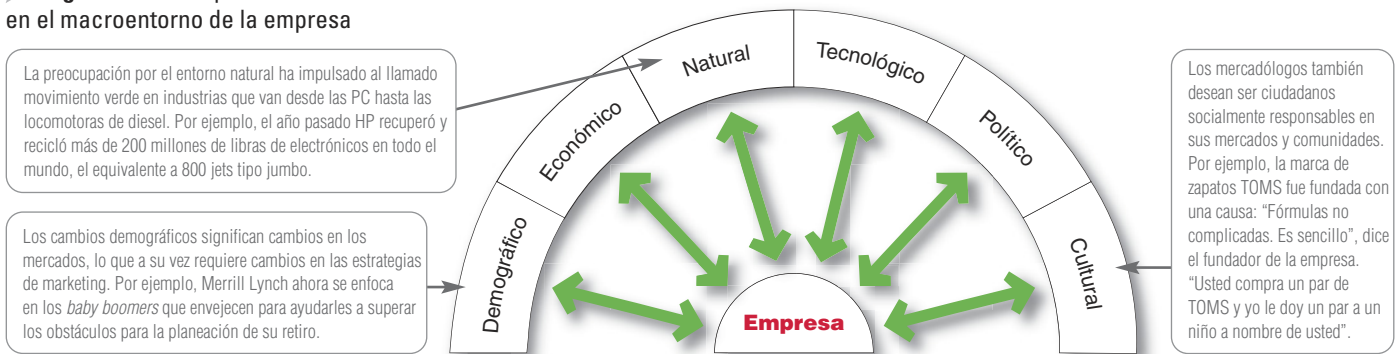 en el macroentorno de la empresa
La preocupación por el entorno natural ha impulsado al llamado
movimiento verde en industrias que van desde las PC hasta las
locomotoras de diesel. Por ejemplo, el año pasado HP recuperó y
recicló más de 200 millones de libras de electrónicos en todo el
mundo, el equivalente a 800 jets tipo jumbo.
Los cambios demográficos significan cambios en los
mercados, lo que a su vez requiere cambios en las estrategias
de marketing. Por ejemplo, Merrill Lynch ahora se enfoca
en los baby boomers que envejecen para ayudarles a superar
los obstáculos para la planeación de su retiro.
Demográfico
Económico
Natural
Tecnológico
Político
Cultural
Empresa
Los mercadólogos también
desean ser ciudadanos
socialmente responsables en
sus mercados y comunidades.
Por ejemplo, la marca de
zapatos TOMS fue fundada con
una causa: “Fórmulas no
complicadas. Es sencillo”, dice
el fundador de la empresa.
“Usted compra un par de
TOMS y yo le doy un par a un
niño a nombre de usted”.